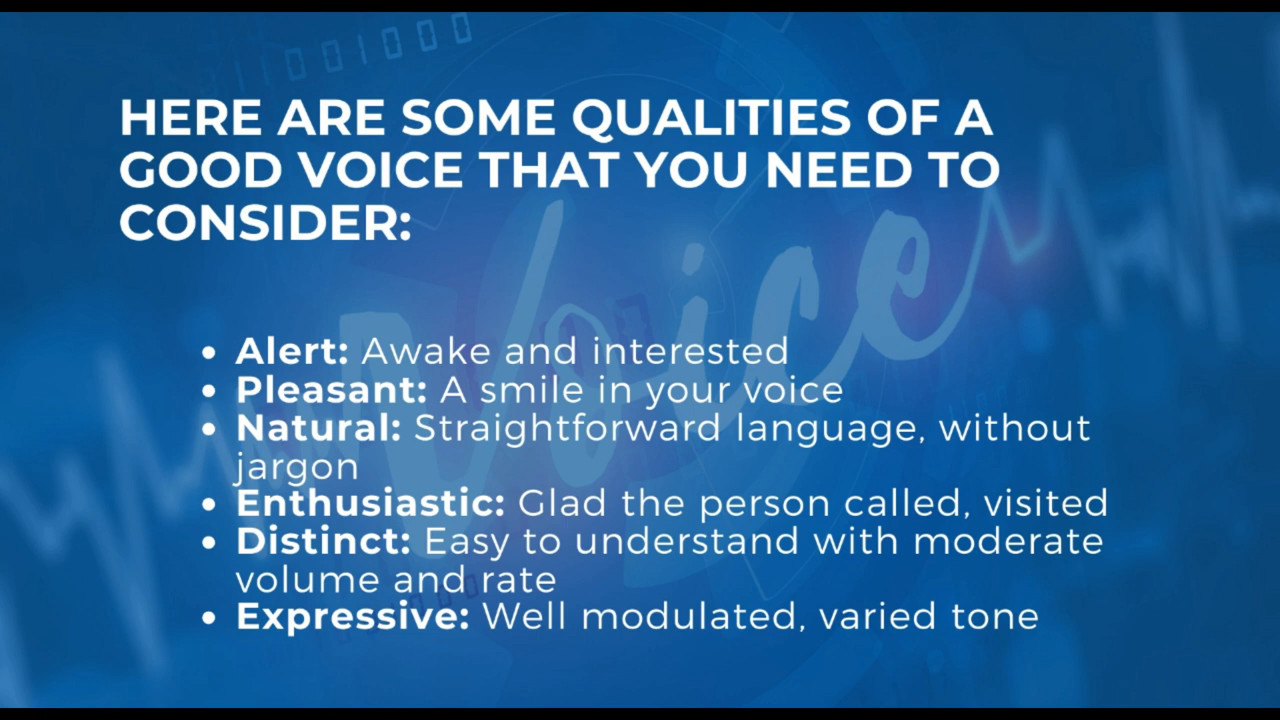 HERE ARE SOME QUALITIES OF A
GOOD VOICE THAT YOU NEED TO
CONSIDER:
Voice
• Alert: Awake and interested
• Pleasant: A smile in your voice
• Natural: Straightforward language, without
jargon
• Enthusiastic: Glad the person called, visited
• Distinct: Easy to understand with moderate
volume and rate
• Expressive: Well modulated, varied tone